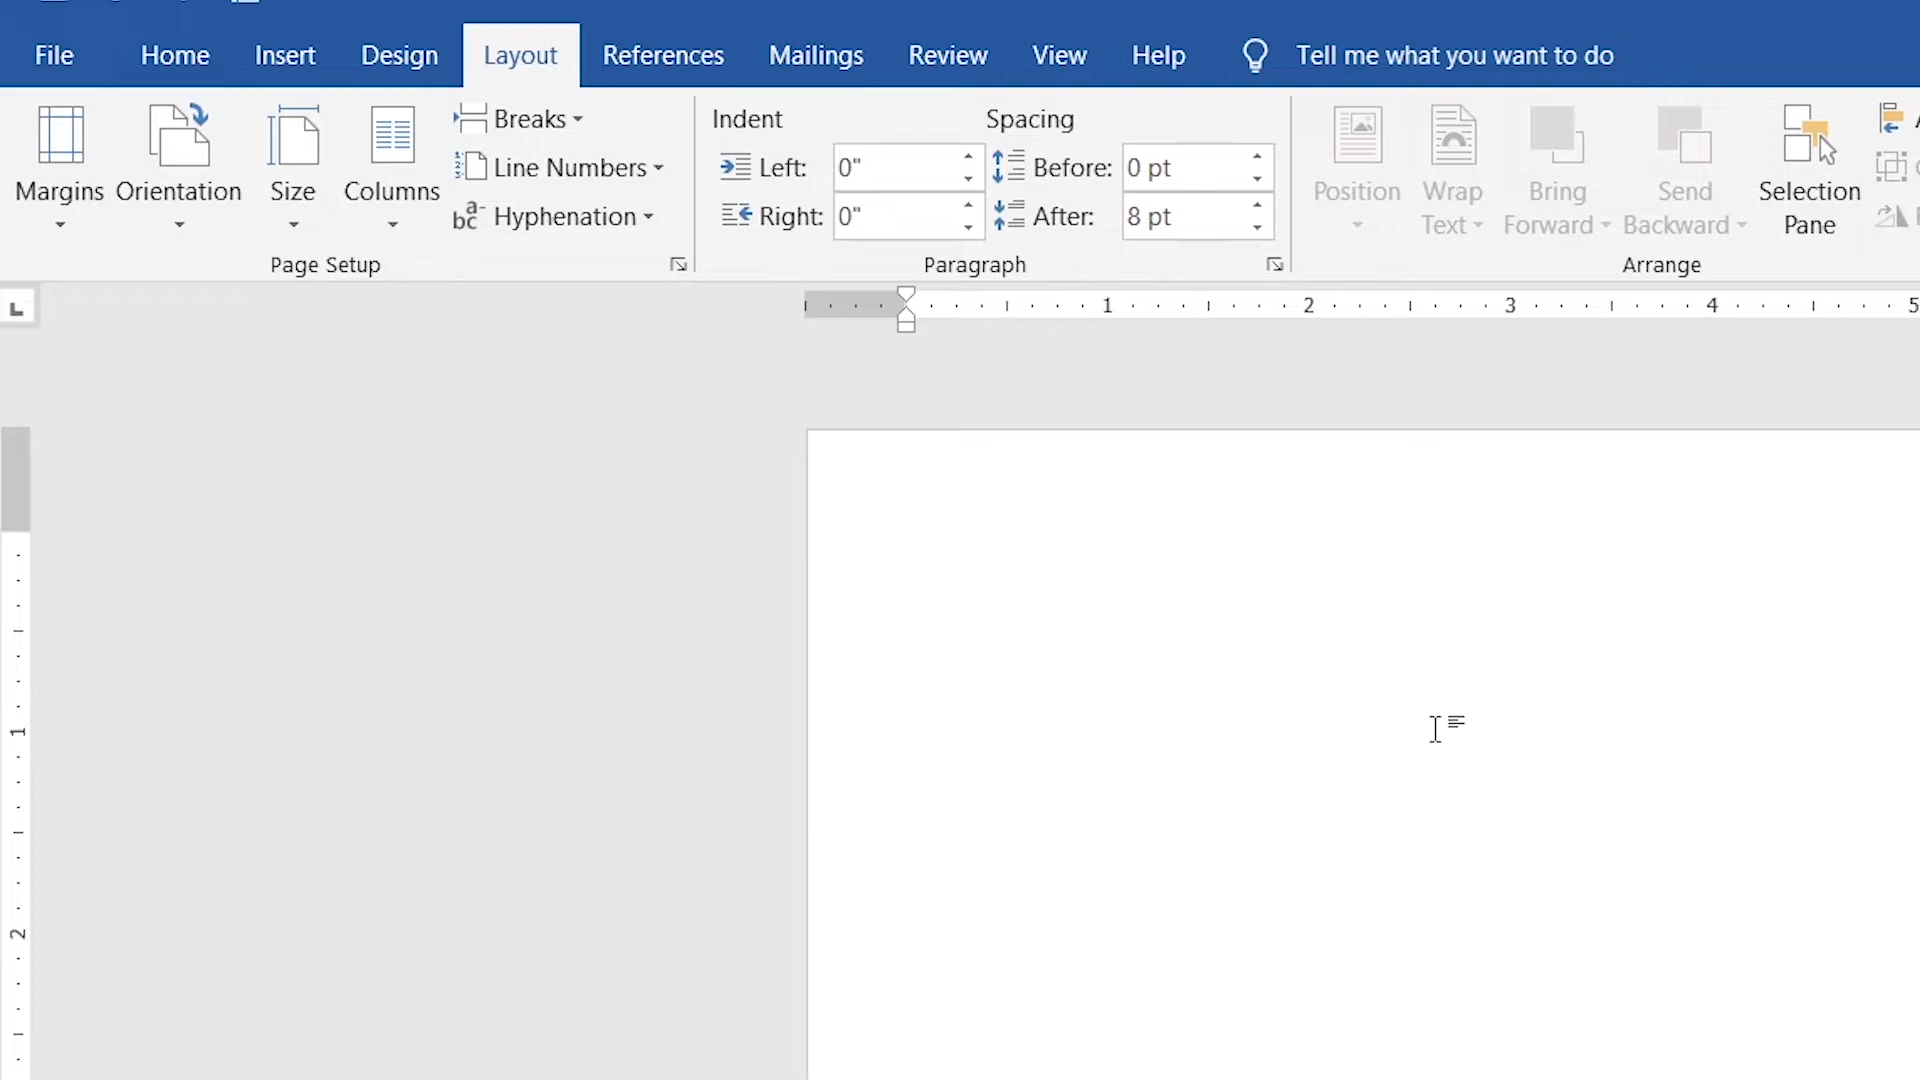 File Home Insert Design Layout References Mailings Review View Help Tell me what you want to do
Margins
Orientation
Size
Columns
Breaks
Line Numbers
Hyphenation
Page Setup
Indent
Left: 0"
Right: 0"
Spacing
Before: 0 pt
After: 8 pt
Paragraph
Position
Wrap
Text
Bring
Forward
Send
Backward
Selection
Pane
Arrange
1 2 3 4 5
1
2